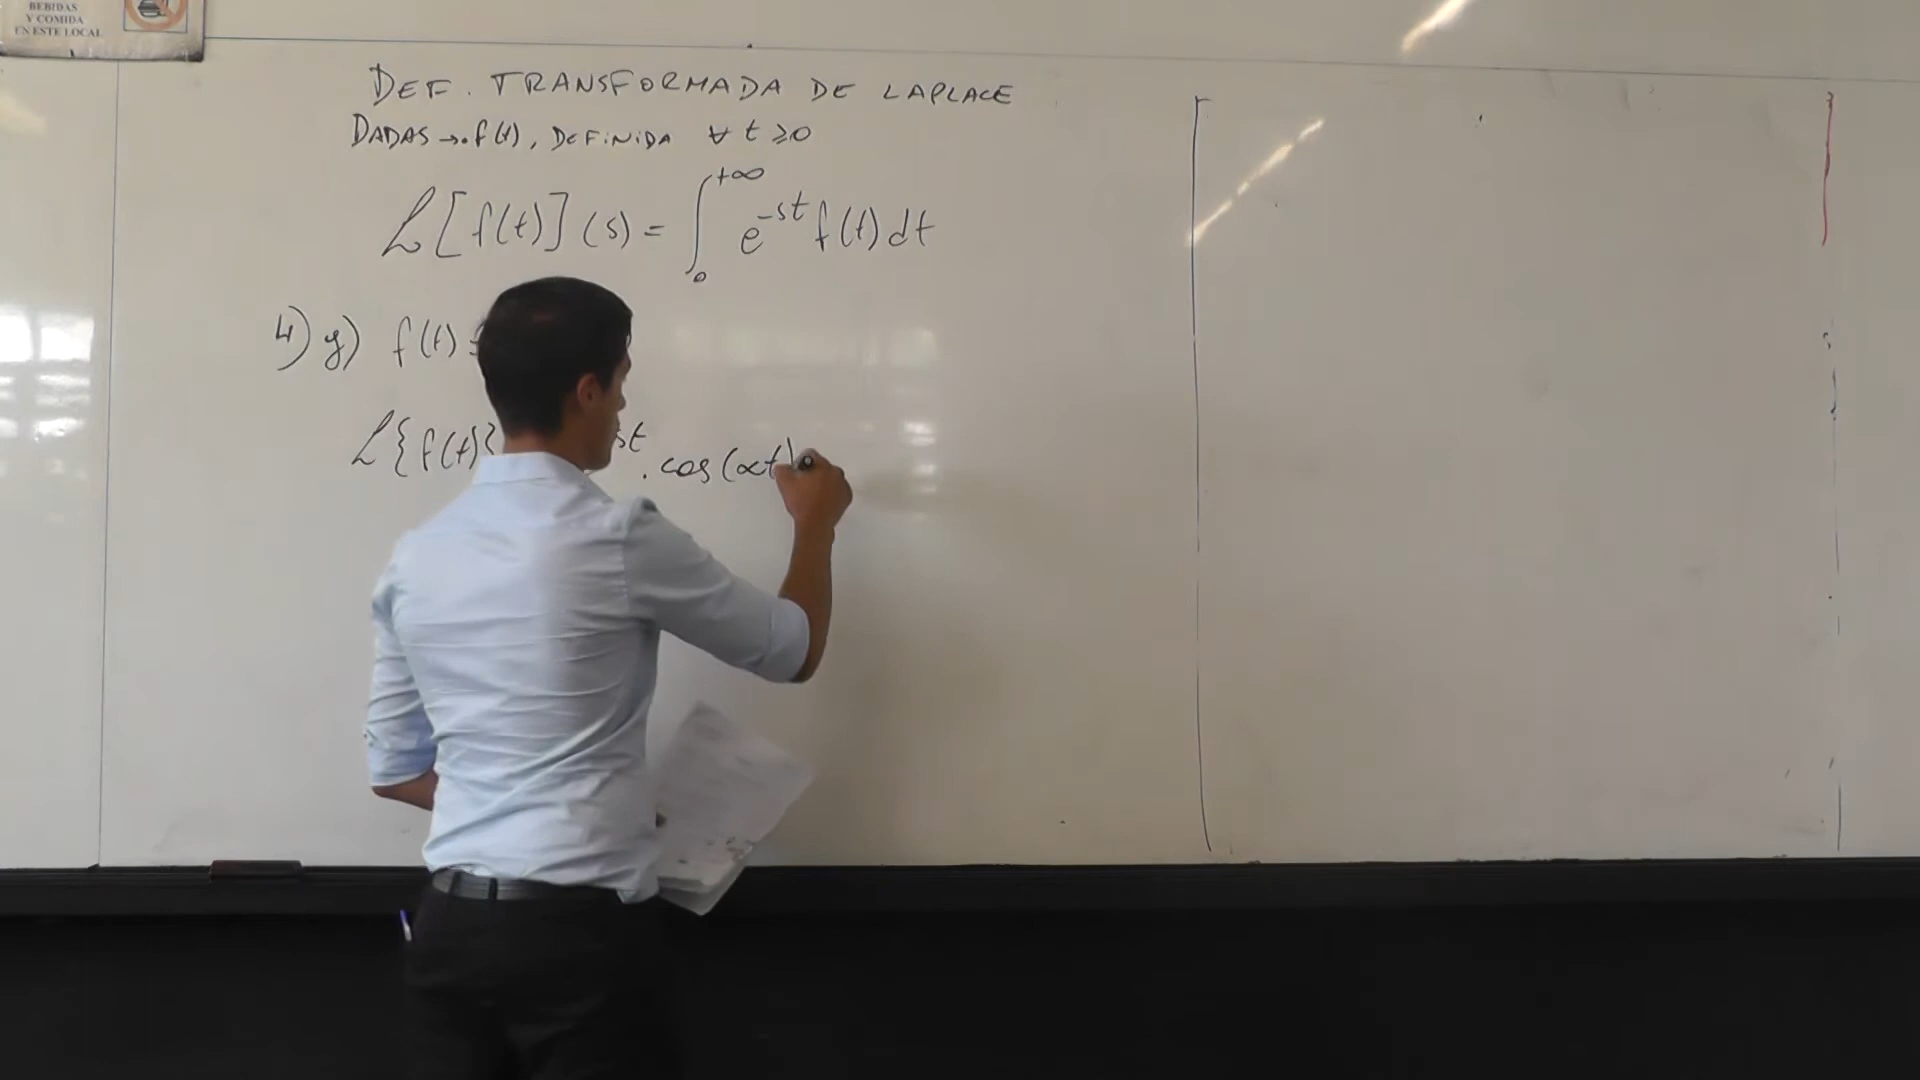 BEBIDAS
Y COMIDA
EN ESTE LOCAL
DEF. TRANSFORMADA DE LAPLACE
DADAS →. f(t), DEFINIDA ∀ t ≥0
ℒ[f(t)](s) = ∫₀^{+∞} e^{-st} f(t) dt
4) g) f(t) =
ℒ{f(t)} st . cos(αt)